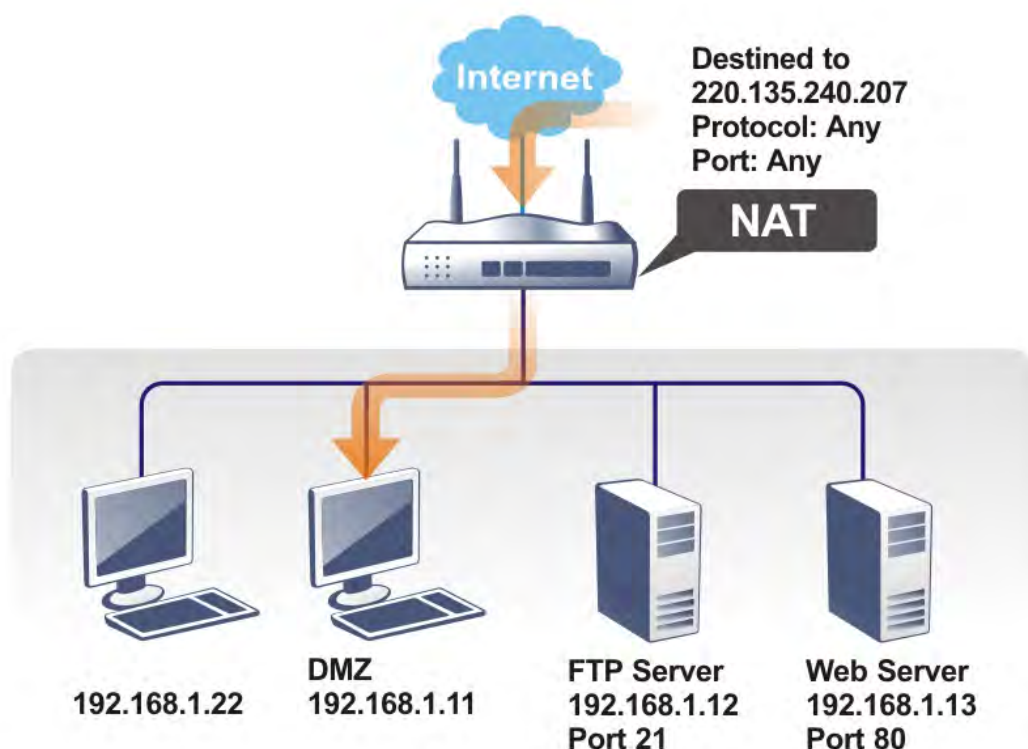 Internet
Destined to
220.135.240.207
Protocol: Any
Port: Any
NAT
192.168.1.22
DMZ
192.168.1.11
FTP Server
192.168.1.12
Port 21
Web Server
192.168.1.13
Port 80